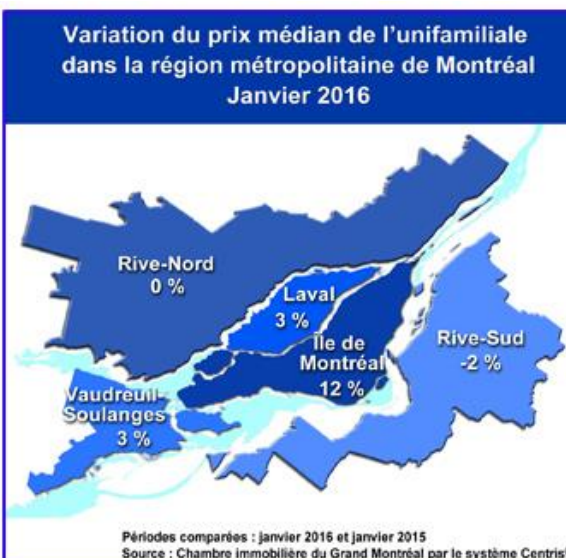 Variation du prix médian de l'unifamiliale
dans la région métropolitaine de Montréal
Janvier 2016
Rive-Nord
0 %
Laval
3 %
Île de
Montréal
12 %
Rive-Sud
-2 %
Vaudreuil-
Soulanges
3 %
Périodes comparées : janvier 2016 et janvier 2015
Source : Chambre immobilière du Grand Montréal par le système